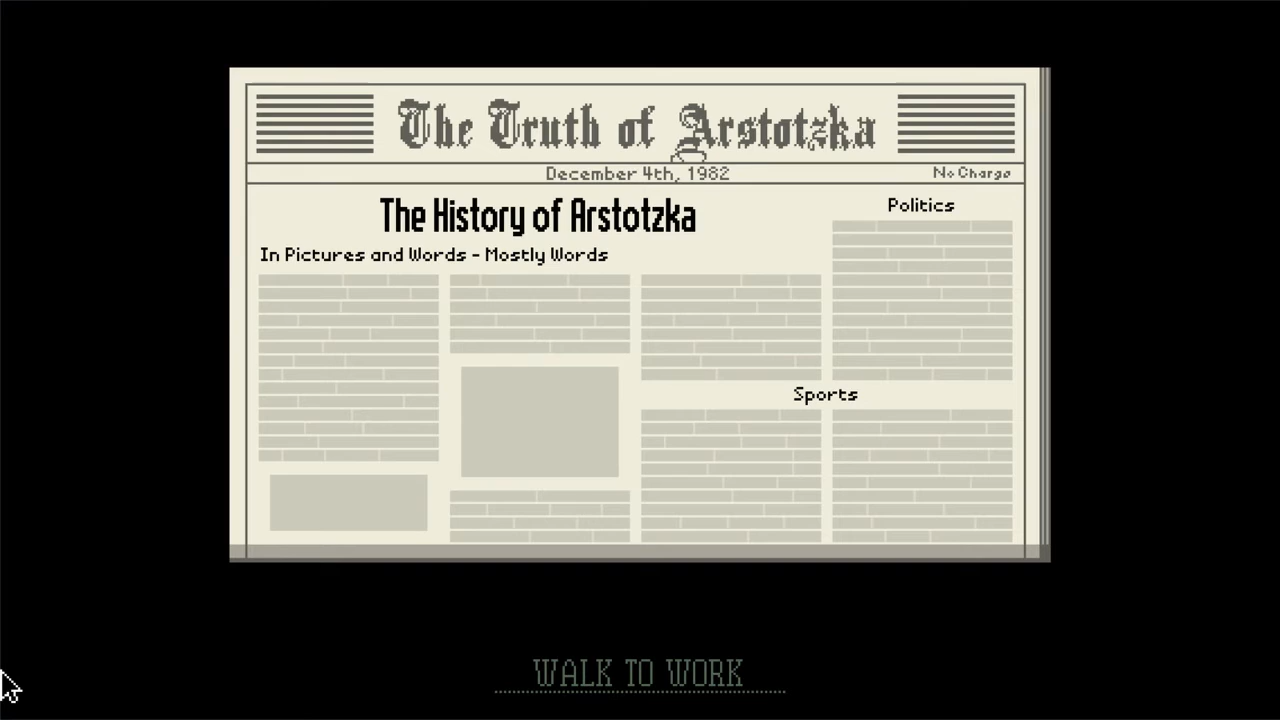 The Truth of Arstotzka
December 4th, 1982
No Charge
The History of Arstotzka
In Pictures and Words - Mostly Words
Politics
Sports
WALK TO WORK